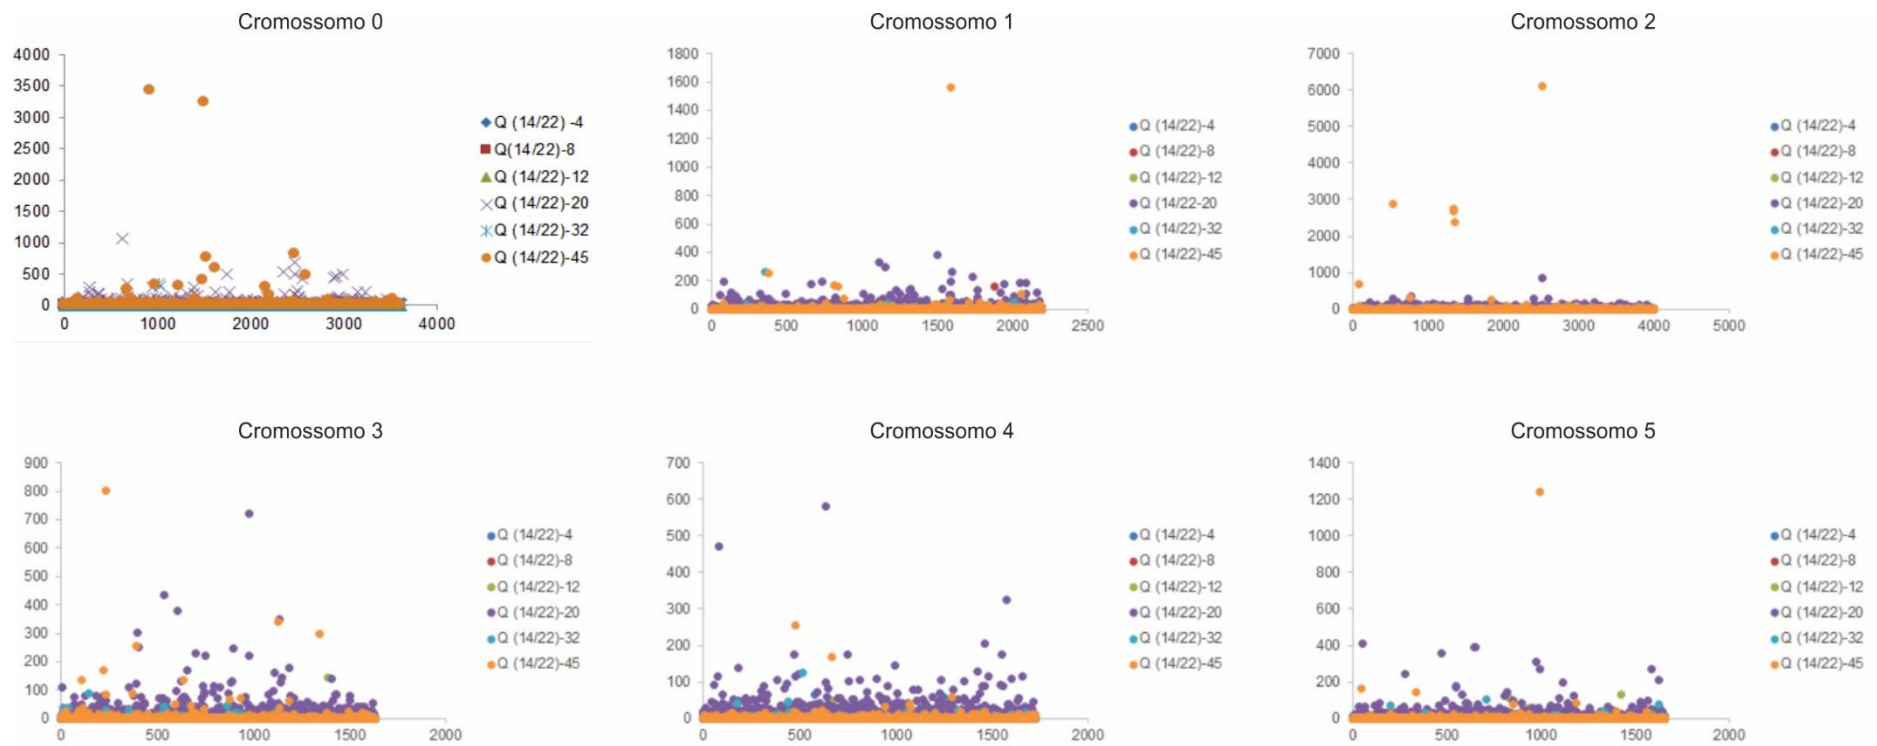 Cromossomo 0
4000
3500
3000
2500
2000
1500
1000
500
0
0 1000 2000 3000 4000
Q (14/22) -4
Q(14/22)-8
Q (14/22)-12
Q (14/22)-20
Q (14/22)-32
Q (14/22)-45
Cromossomo 1
1800
1600
1400
1200
1000
800
600
400
200
0
0 500 1000 1500 2000 2500
Q (14/22)-4
Q (14/22)-8
Q (14/22)-12
Q (14/22-20
Q (14/22)-32
Q (14/22)-45
Cromossomo 2
7000
6000
5000
4000
3000
2000
1000
0
0 1000 2000 3000 4000 5000
Q (14/22)-4
Q (14/22)-8
Q (14/22)-12
Q (14/22)-20
Q (14/22)-32
Q (14/22)-45
Cromossomo 3
900
800
700
600
500
400
300
200
100
0
0 500 1000 1500 2000
Q (14/22)-4
Q (14/22)-8
Q (14/22)-12
Q (14/22)-20
Q (14/22)-32
Q (14/22)-45
Cromossomo 4
700
600
500
400
300
200
100
0
0 500 1000 1500 2000
Q (14/22)-4
Q (14/22)-8
Q (14/22)-12
Q (14/22)-20
Q (14/22)-32
Q (14/22)-45
Cromossomo 5
1400
1200
1000
800
600
400
200
0
0 500 1000 1500 2000
Q (14/22)-4
Q (14/22)-8
Q (14/22)-12
Q (14/22)-20
Q (14/22)-32
Q (14/22)-45